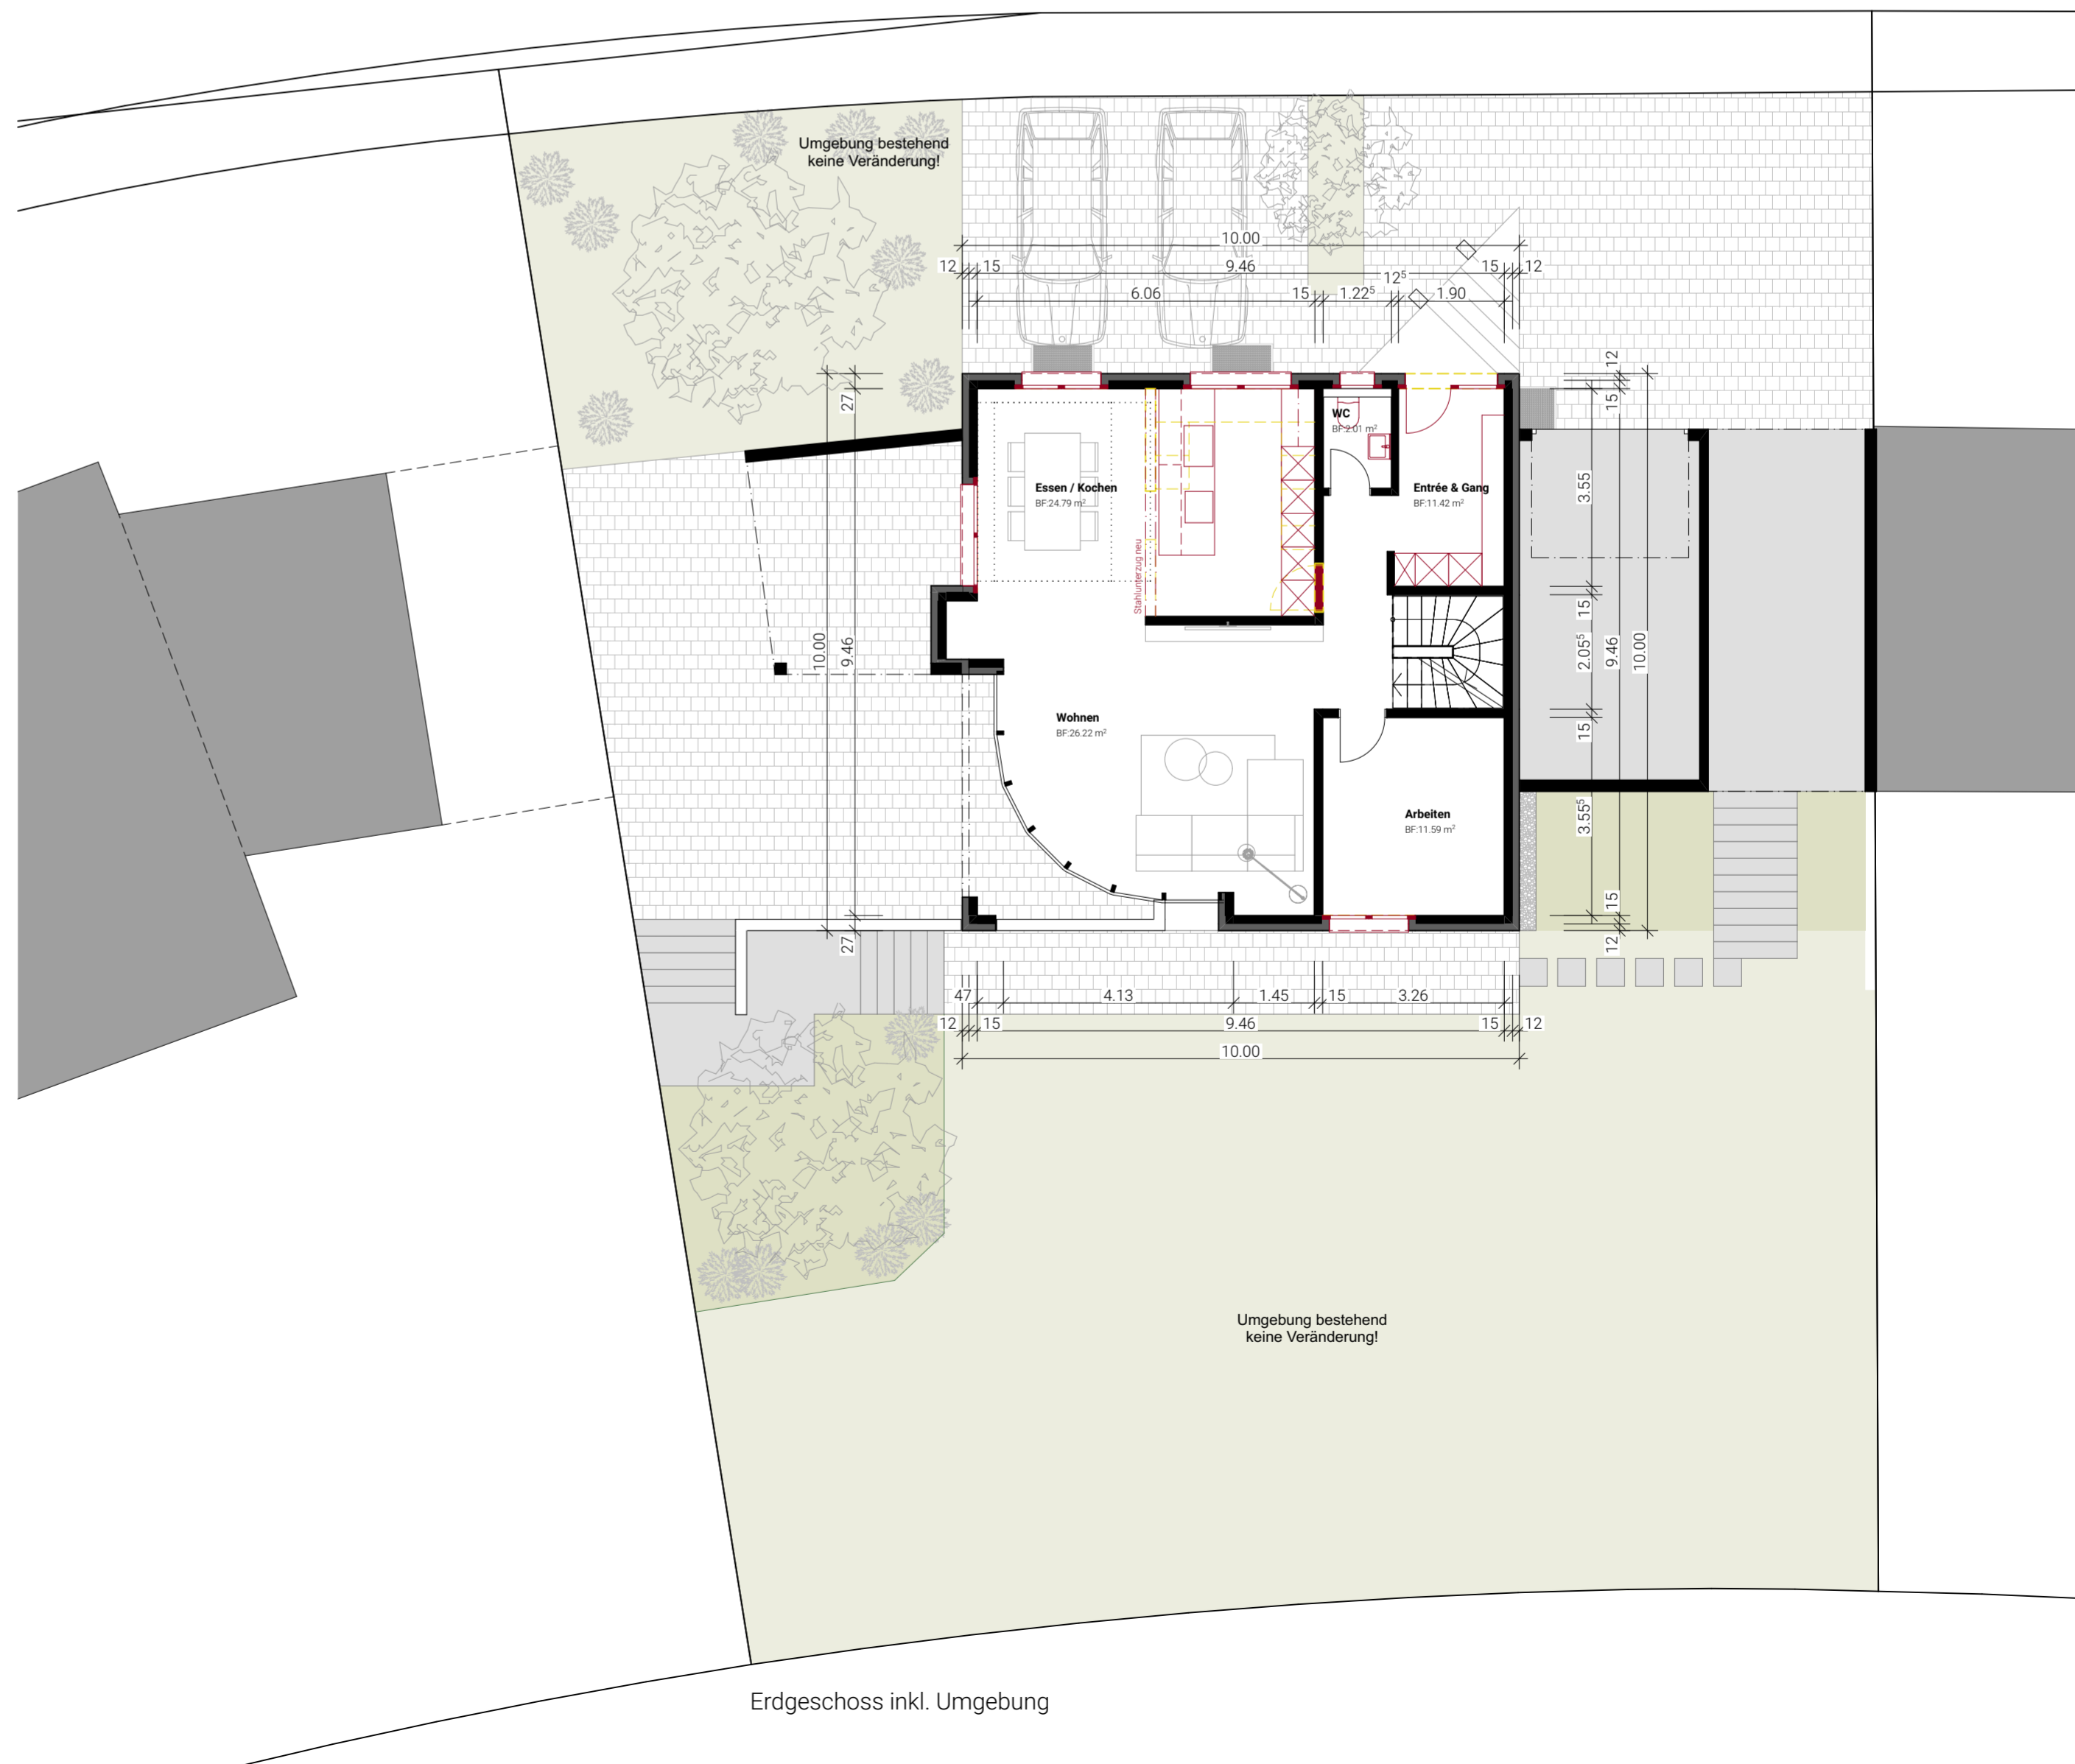 Umgebung bestehend
keine Veränderung!
10.00
12 15 9.46 15 12
12⁵
6.06 15 1.22⁵ 1.90
12
15
27
WC
BF:2.01 m²
Essen / Kochen
BF:24.79 m²
Entrée & Gang
BF:11.42 m²
3.55
Stahlunterzug neu
15
10.00
9.46
2.05⁵
9.46
10.00
Wohnen
BF:26.22 m²
15
Arbeiten
BF:11.59 m²
3.55⁵
15
27
12
47 4.13 1.45 15 3.26
12 15 9.46 15 12
10.00
Umgebung bestehend
keine Veränderung!
Erdgeschoss inkl. Umgebung